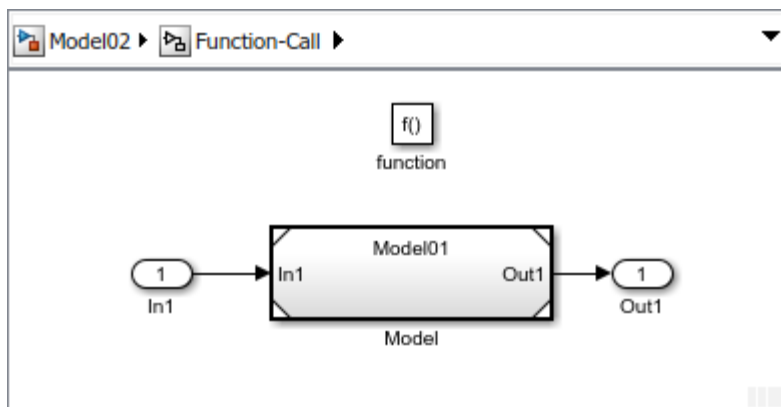 Model02 Function-Call
f()
function
Model01
1 In1 Out1 1
In1 Out1
Model